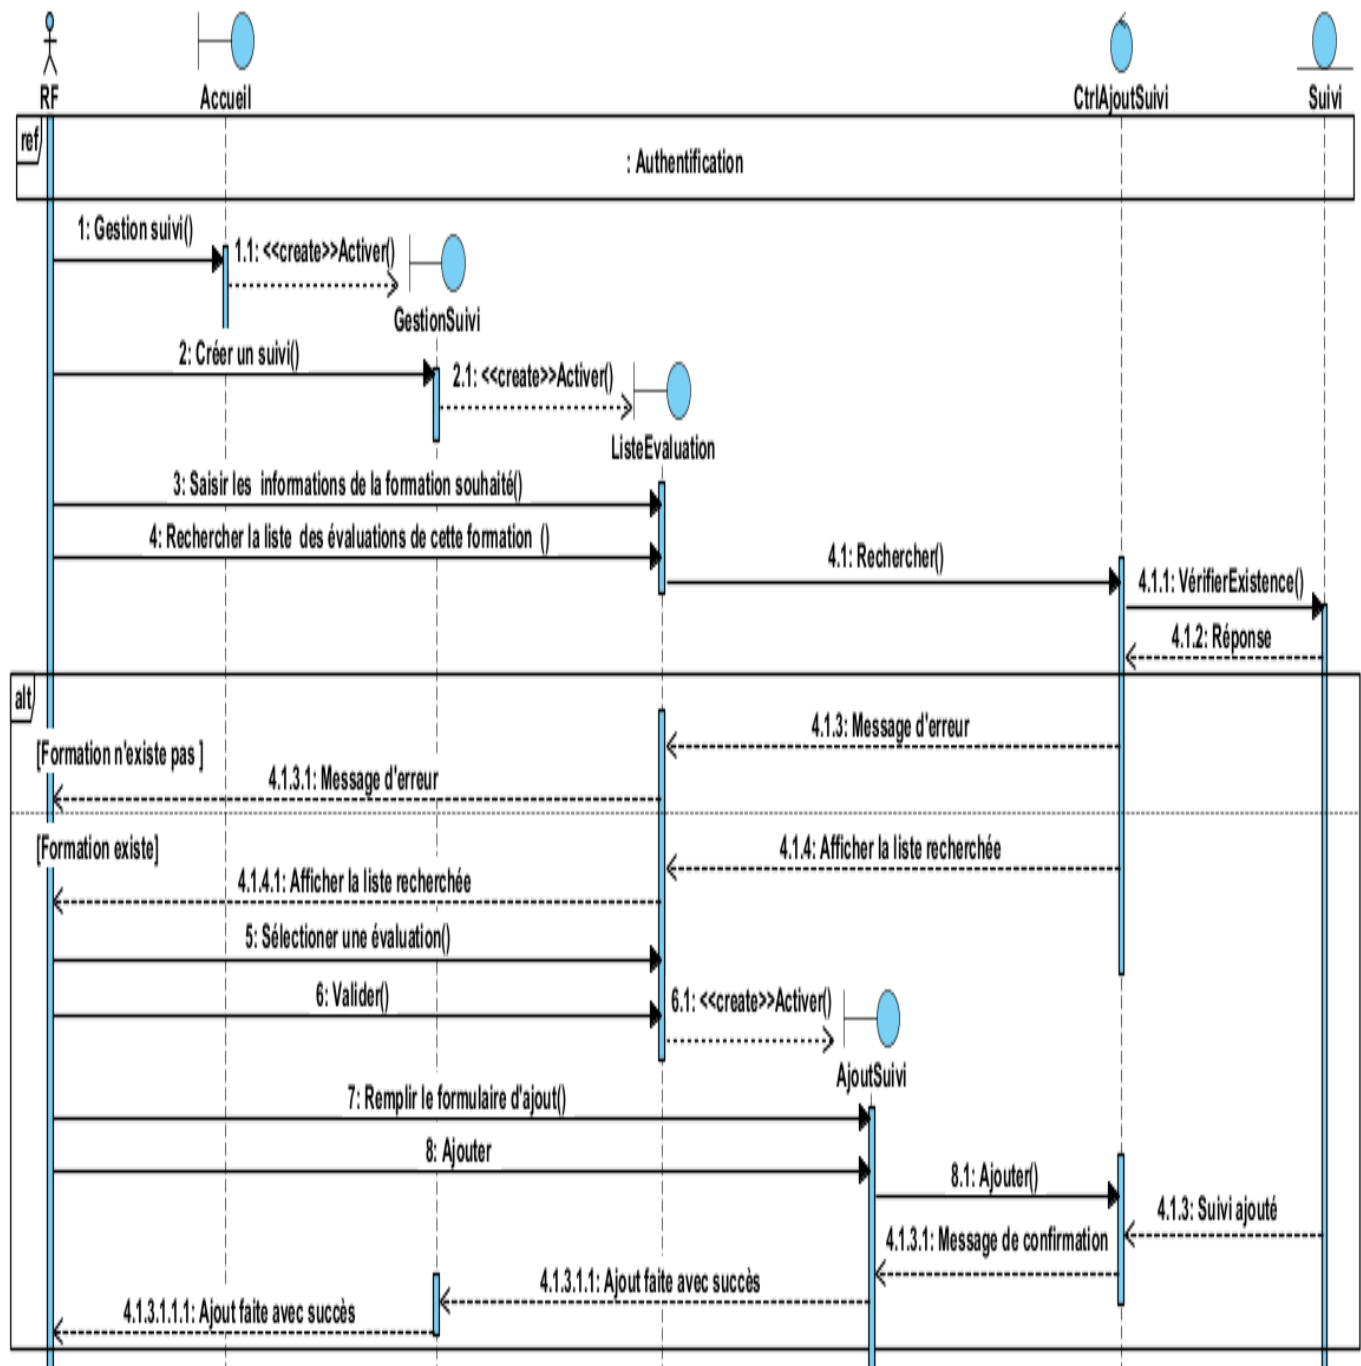 RF
Accueil
CtrlAjoutSuivi
Suivi
ref
: Authentification
1: Gestion suivi()
1.1: <<create>>Activer()
GestionSuivi
2: Créer un suivi()
2.1: <<create>>Activer()
ListeEvaluation
3: Saisir les informations de la formation souhaité()
4: Rechercher la liste des évaluations de cette formation ()
4.1: Rechercher()
4.1.1: VérifierExistence()
4.1.2: Réponse
alt
[Formation n'existe pas ]
4.1.3: Message d'erreur
4.1.3.1: Message d'erreur
[Formation existe]
4.1.4: Afficher la liste recherchée
4.1.4.1: Afficher la liste recherchée
5: Sélectioner une évaluation()
6: Valider()
6.1: <<create>>Activer()
AjoutSuivi
7: Remplir le formulaire d'ajout()
8: Ajouter
8.1: Ajouter()
4.1.3: Suivi ajouté
4.1.3.1: Message de confirmation
4.1.3.1.1: Ajout faite avec succès
4.1.3.1.1.1: Ajout faite avec succès